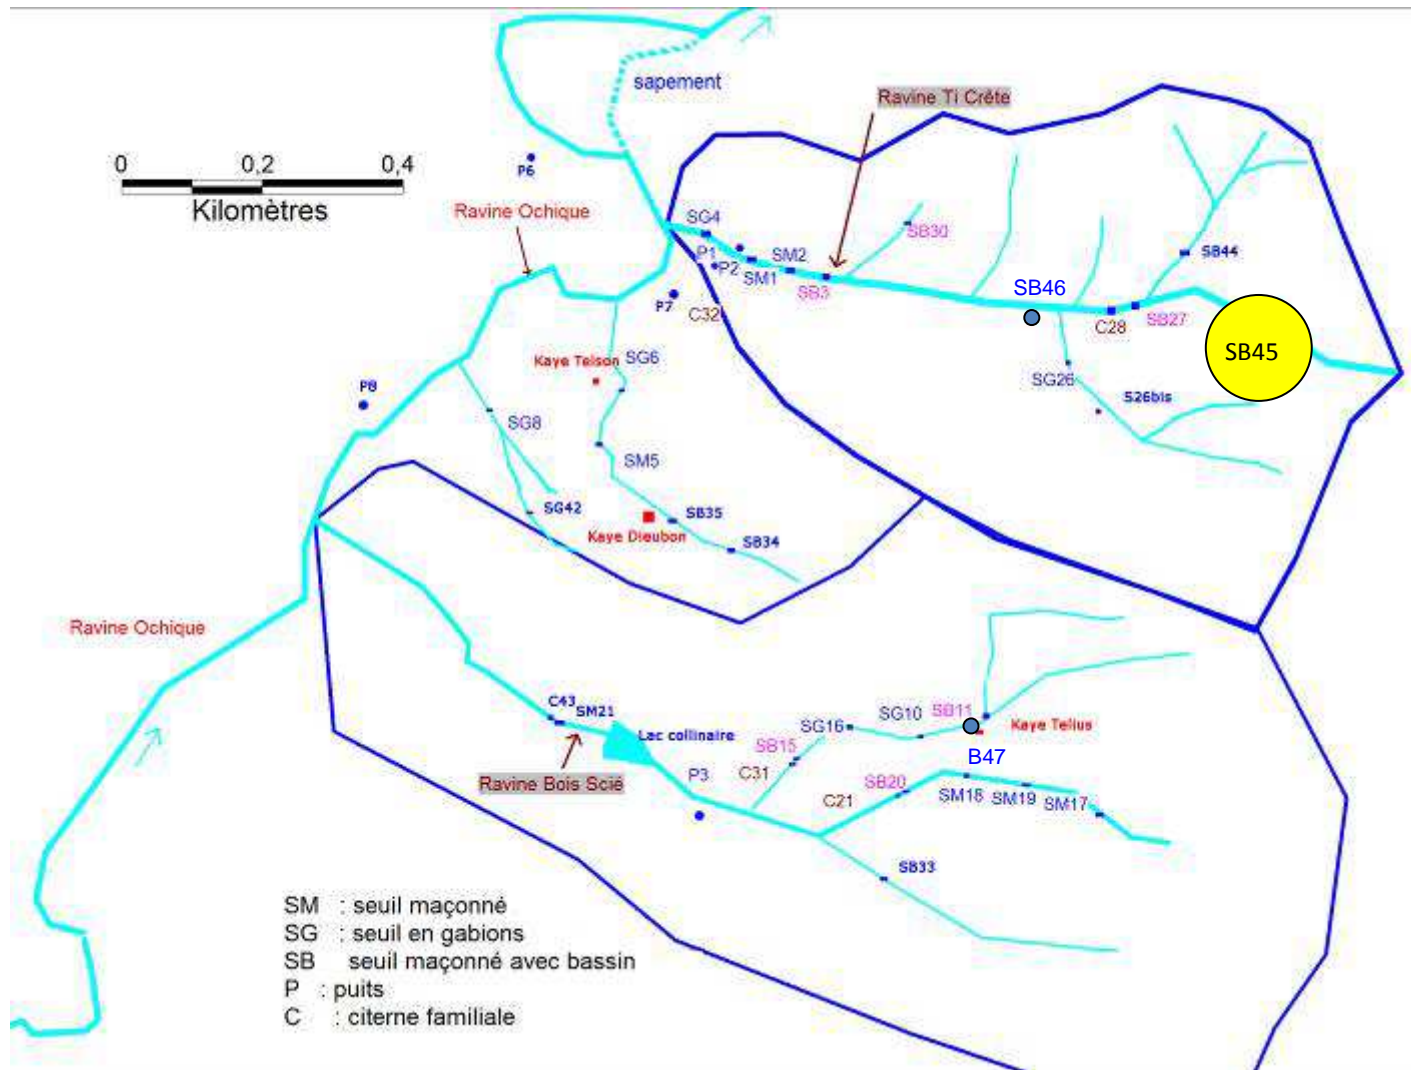 sapement
Ravine Ti Crête
0 0,2 0,4
Kilomètres
P6
Ravine Ochique
SG4
SB30
P1
P2
SM2
SM1
SB3
SB44
SB46
P7
C32
C28
SB27
SB45
Kaye Telson
SG6
SG26
S26bis
P8
SG8
SM5
SG42
SB35
Kaye Dieubon
SB34
Ravine Ochique
C43
SM21
Lac collinaire
SG16
SG10
SB11
Kaye Telius
SB15
B47
Ravine Bois Scié
P3
C31
SB20
C21
SM18
SM19
SM17
SB33
SM : seuil maçonné
SG : seuil en gabions
SB seuil maçonné avec bassin
P : puits
C : citerne familiale